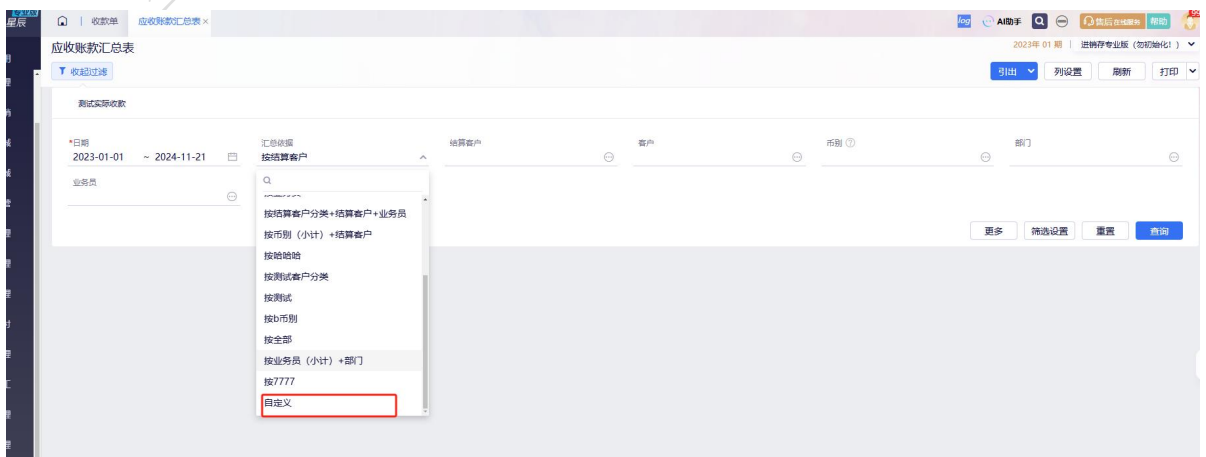 星辰
收款单
应收账款汇总表 ×
log
AI助手
售后在线服务
帮助
应收账款汇总表
2023年 01 期
进销存专业版 (勿初始化! )
收起过滤
引出
列设置
刷新
打印
测试实际收款
*日期
汇总依据
结算客户
客户
币别
部门
2023-01-01 ~ 2024-11-21
按结算客户
业务员
按结算客户分类+结算客户+业务员
按币别 (小计) +结算客户
按哈哈哈
按测试客户分类
按测试
按b币别
按全部
按业务员 (小计) +部门
按7777
自定义
更多
筛选设置
重置
查询